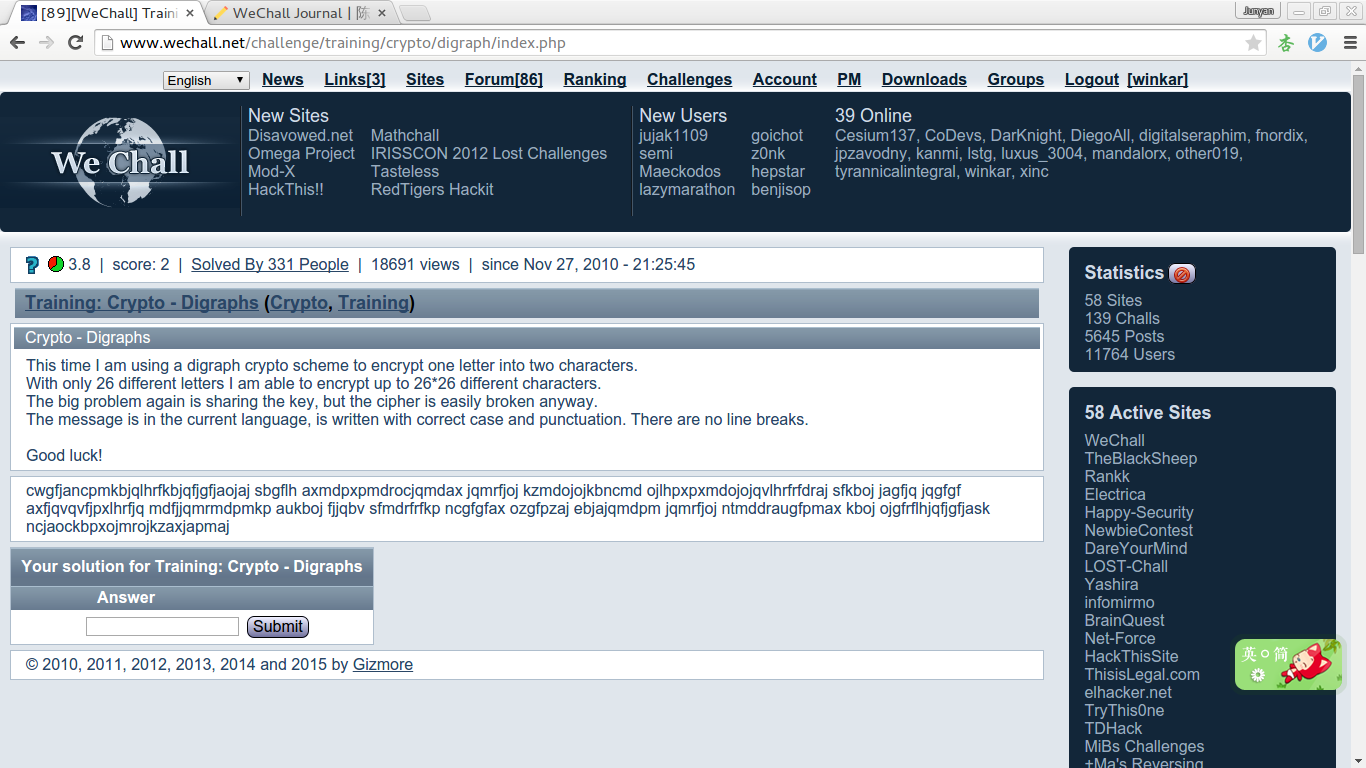 [89][WeChall] Traini
WeChall Journal | 陈
Junyan
www.wechall.net/challenge/training/crypto/digraph/index.php
English News Links[3] Sites Forum[86] Ranking Challenges Account PM Downloads Groups Logout [winkar]
We Chall
New Sites
Disavowed.net Mathchall
Omega Project IRISSCON 2012 Lost Challenges
Mod-X Tasteless
HackThis!! RedTigers Hackit
New Users
jujak1109 goichot
semi z0nk
Maeckodos hepstar
lazymarathon benjisop
39 Online
Cesium137, CoDevs, DarKnight, DiegoAll, digitalseraphim, fnordix,
jpzavodny, kanmi, lstg, luxus_3004, mandalorx, other019,
tyrannicalintegral, winkar, xinc
3.8 | score: 2 | Solved By 331 People | 18691 views | since Nov 27, 2010 - 21:25:45
Training: Crypto - Digraphs (Crypto, Training)
Crypto - Digraphs
This time I am using a digraph crypto scheme to encrypt one letter into two characters.
With only 26 different letters I am able to encrypt up to 26*26 different characters.
The big problem again is sharing the key, but the cipher is easily broken anyway.
The message is in the current language, is written with correct case and punctuation. There are no line breaks.
Good luck!
cwgfjancpmkbjqlhrfkbjqfjgfjaojaj sbgflh axmdpxpmdrocjqmdax jqmrfjoj kzmdojojkbncmd ojlhpxpxmdojojqvlhrfrfdraj sfkboj jagfjq jqgfgf
axfjqvqvfjpxlhrfjq mdfjjqmrmdpmkp aukboj fjjqbv sfmdrfrfkp ncgfgfax ozgfpzaj ebjajqmdpm jqmrfjoj ntmddraugfpmax kboj ojgfrflhjqfjgfjask
ncjaockbpxojmrojkzaxjapmaj
Your solution for Training: Crypto - Digraphs
Answer
Submit
© 2010, 2011, 2012, 2013, 2014 and 2015 by Gizmore
Statistics
58 Sites
139 Challs
5645 Posts
11764 Users
58 Active Sites
WeChall
TheBlackSheep
Rankk
Electrica
Happy-Security
NewbieContest
DareYourMind
LOST-Chall
Yashira
infomirmo
BrainQuest
Net-Force
HackThisSite
ThisisLegal.com
elhacker.net
TryThis0ne
TDHack
MiBs Challenges
+Ma's Reversing
英 简